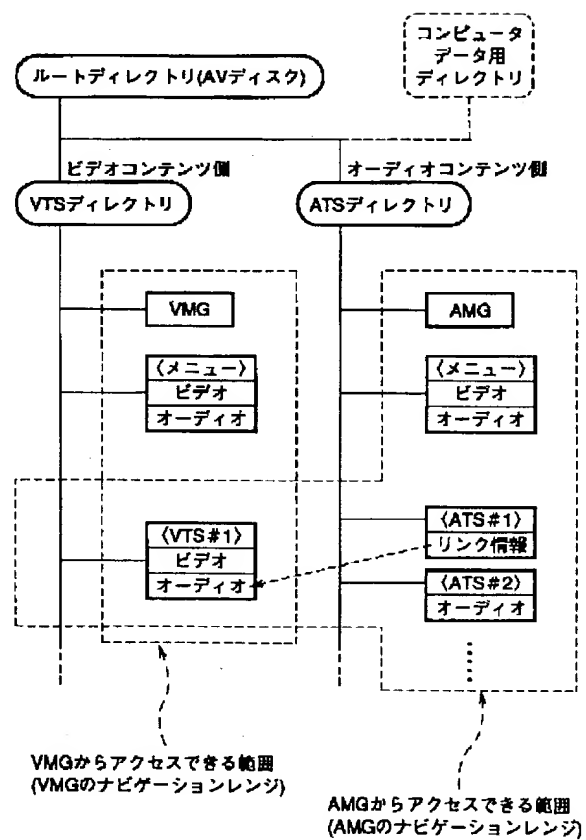 コンピュータ
データ用
ディレクトリ
ルートディレクトリ(AVディスク)
ビデオコンテンツ側
オーディオコンテンツ側
VTSディレクトリ
ATSディレクトリ
VMG
AMG
〈メニュー〉
ビデオ
オーディオ
〈メニュー〉
ビデオ
オーディオ
〈VTS#1〉
ビデオ
オーディオ
〈ATS#1〉
リンク情報
〈ATS#2〉
オーディオ
VMGからアクセスできる範囲
(VMGのナビゲーションレンジ)
AMGからアクセスできる範囲
(AMGのナビゲーションレンジ)